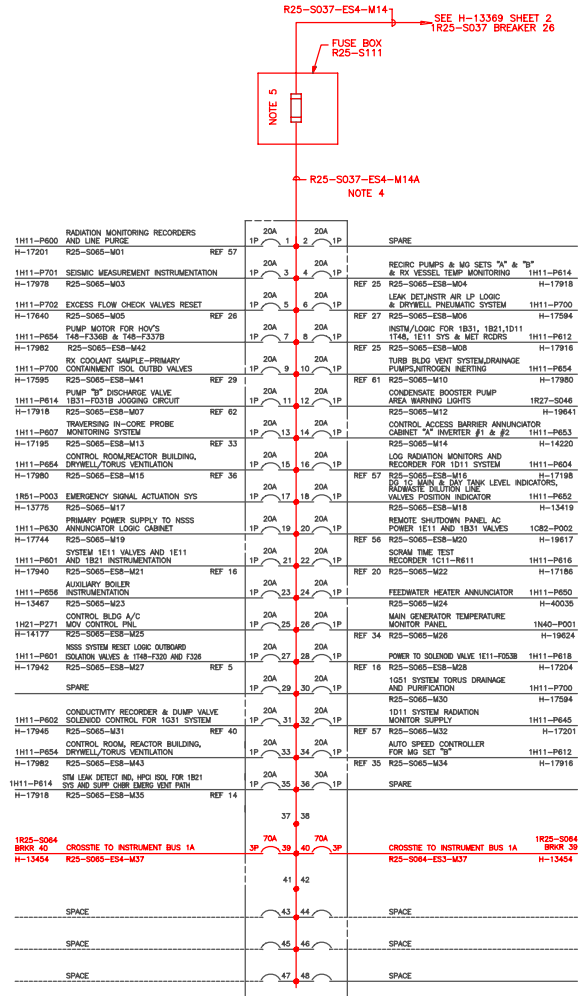 R25-S037-ES4-M14
SEE H-13369 SHEET 2
1R25-S037 BREAKER 26
FUSE BOX
R25-S111
NOTE 5
R25-S037-ES4-M14A
NOTE 4
1H11-P600 RADIATION MONITORING RECORDERS
AND LINE PURGE 20A 1P 1 2 20A 1P SPARE
H-17201 R25-S065-M01 REF 57
1H11-P701 SEISMIC MEASUREMENT INSTRUMENTATION 20A 1P 3 4 20A 1P RECIRC PUMPS & MG SETS "A" & "B"
& RX VESSEL TEMP MONITORING 1H11-P614
H-17978 R25-S065-M03 REF 25 R25-S065-ES8-M04 H-17918
1H11-P702 EXCESS FLOW CHECK VALVES RESET 20A 1P 5 6 20A 1P LEAK DET,INSTR AIR LP LOGIC
& DRYWELL PNEUMATIC SYSTEM 1H11-P700
H-17640 R25-S065-M05 REF 26 REF 27 R25-S065-ES8-M06 H-17594
PUMP MOTOR FOR HOV'S
1H11-P654 T48-F336B & T48-F337B 20A 1P 7 8 20A 1P INSTM/LOGIC FOR 1B31, 1B21,1D11
1T48, 1E11 SYS & MET RCDRS 1H11-P612
H-17982 R25-S065-ES8-M42 REF 25 R25-S065-ES8-M08 H-17916
RX COOLANT SAMPLE-PRIMARY
1H11-P700 CONTAINMENT ISOL OUTBD VALVES 20A 1P 9 10 20A 1P TURB BLDG VENT SYSTEM,DRAINAGE
PUMPS,NITROGEN INERTING 1H11-P654
H-17595 R25-S065-ES8-M41 REF 29 REF 61 R25-S065-M10 H-17980
PUMP "B" DISCHARGE VALVE
1H11-P614 1B31-F031B JOGGING CIRCUIT 20A 1P 11 12 20A 1P CONDENSATE BOOSTER PUMP
AREA WARNING LIGHTS 1R27-S046
H-17918 R25-S065-ES8-M07 REF 62 R25-S065-M12 H-19641
TRAVERSING IN-CORE PROBE
1H11-P607 MONITORING SYSTEM 20A 1P 13 14 20A 1P CONTROL ACCESS BARRIER ANNUNCIATOR
CABINET "A" INVERTER #1 & #2 1H11-P653
H-17195 R25-S065-ES8-M13 REF 33 R25-S065-M14 H-14220
CONTROL ROOM,REACTOR BUILDING,
1H11-P654 DRYWELL/TORUS VENTILATION 20A 1P 15 16 20A 1P LOG RADIATION MONITORS AND
RECORDER FOR 1D11 SYSTEM 1H11-P604
H-17980 R25-S065-ES8-M15 REF 36 REF 57 R25-S065-ES8-M16 H-17198
1R51-P003 EMERGENCY SIGNAL ACTUATION SYS 20A 1P 17 18 20A 1P DG 1C MAIN & DAY TANK LEVEL INDICATORS,
RADWASTE DILUTION LINE
VALVES POSITION INDICATOR 1H11-P652
H-13775 R25-S065-M17 R25-S065-ES8-M18 H-13419
PRIMARY POWER SUPPLY TO NSSS
1H11-P630 ANNUNCIATOR LOGIC CABINET 20A 1P 19 20 20A 1P REMOTE SHUTDOWN PANEL AC
POWER 1E11 AND 1B31 VALVES 1C82-P002
H-17744 R25-S065-M19 REF 56 R25-S065-ES8-M20 H-19617
SYSTEM 1E11 VALVES AND 1E11
1H11-P601 AND 1B21 INSTRUMENTATION 20A 1P 21 22 20A 1P SCRAM TIME TEST
RECORDER 1C11-R611 1H11-P616
H-17940 R25-S065-ES8-M21 REF 16 REF 20 R25-S065-M22 H-17186
AUXILIARY BOILER
1H11-P656 INSTRUMENTATION 20A 1P 23 24 20A 1P FEEDWATER HEATER ANNUNCIATOR 1H11-P650
H-13467 R25-S065-M23 R25-S065-M24 H-40035
CONTROL BLDG A/C
1H21-P271 MOV CONTROL PNL 20A 1P 25 26 20A 1P MAIN GENERATOR TEMPERATURE
MONITOR PANEL 1N40-P001
H-14177 R25-S065-ES8-M25 REF 34 R25-S065-M26 H-19624
NSSS SYSTEM RESET LOGIC OUTBOARD
1H11-P601 ISOLATION VALVES & 1T48-F320 AND F326 20A 1P 27 28 20A 1P POWER TO SOLENOID VALVE 1E11-F053B 1H11-P618
H-17942 R25-S065-ES8-M27 REF 5 REF 16 R25-S065-ES8-M28 H-17204
SPARE 20A 1P 29 30 20A 1P 1G51 SYSTEM TORUS DRAINAGE
AND PURIFICATION 1H11-P700
R25-S065-M30 H-17594
CONDUCTIVITY RECORDER & DUMP VALVE
1H11-P602 SOLENIOD CONTROL FOR 1G31 SYSTEM 20A 1P 31 32 20A 1P 1D11 SYSTEM RADIATION
MONITOR SUPPLY 1H11-P645
H-17945 R25-S065-M31 REF 40 REF 57 R25-S065-M32 H-17201
CONTROL ROOM, REACTOR BUILDING,
1H11-P654 DRYWELL/TORUS VENTILATION 20A 1P 33 34 20A 1P AUTO SPEED CONTROLLER
FOR MG SET "B" 1H11-P612
H-17982 R25-S065-ES8-M43 REF 35 R25-S065-M34 H-17916
1H11-P614 STM LEAK DETECT IND, HPCI ISOL FOR 1B21
SYS AND SUPP CHBR EMERG VENT PATH 20A 1P 35 36 30A 1P SPARE
H-17918 R25-S065-ES8-M35 REF 14
37 38
1R25-S064
BRKR 40 CROSSTIE TO INSTRUMENT BUS 1A 70A 3P 39 40 70A 3P CROSSTIE TO INSTRUMENT BUS 1A 1R25-S064
BRKR 39
H-13454 R25-S065-ES4-M37 R25-S064-ES3-M37 H-13454
41 42
SPACE 43 44 SPACE
SPACE 45 46 SPACE
SPACE 47 48 SPACE